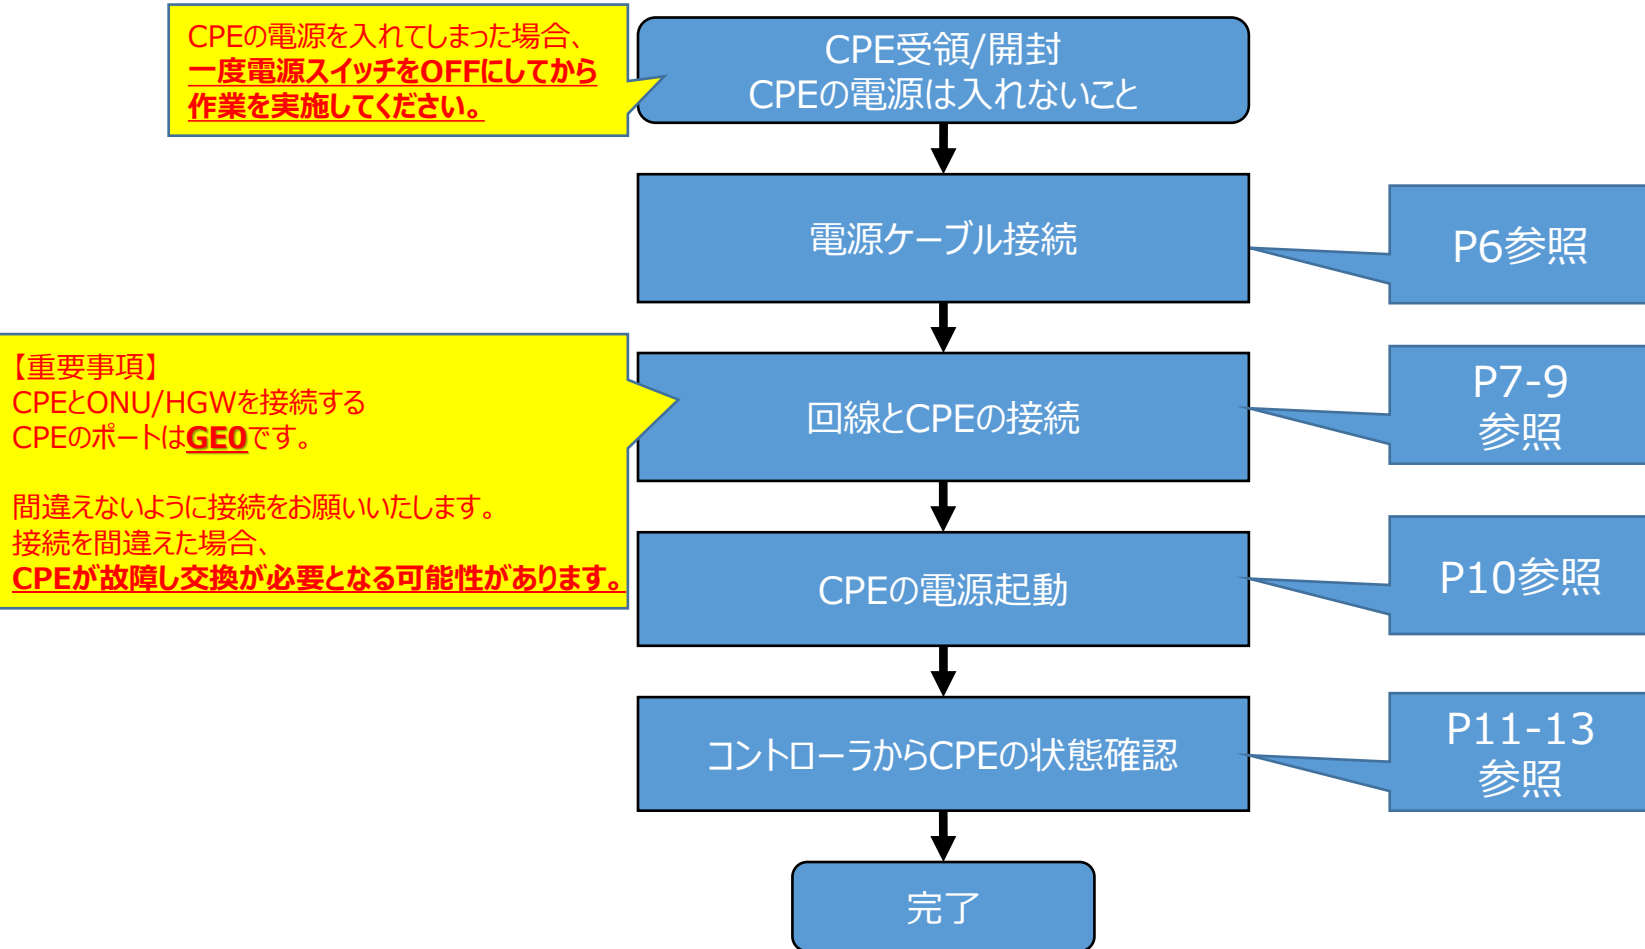 CPEの電源を入れてしまった場合、
一度電源スイッチをOFFにしてから
作業を実施してください。
CPE受領/開封
CPEの電源は入れないこと
電源ケーブル接続
P6参照
【重要事項】
CPEとONU/HGWを接続する
CPEのポートはGE0です。
間違えないように接続をお願いいたします。
接続を間違えた場合、
CPEが故障し交換が必要となる可能性があります。
回線とCPEの接続
P7-9
参照
CPEの電源起動
P10参照
コントローラからCPEの状態確認
P11-13
参照
完了